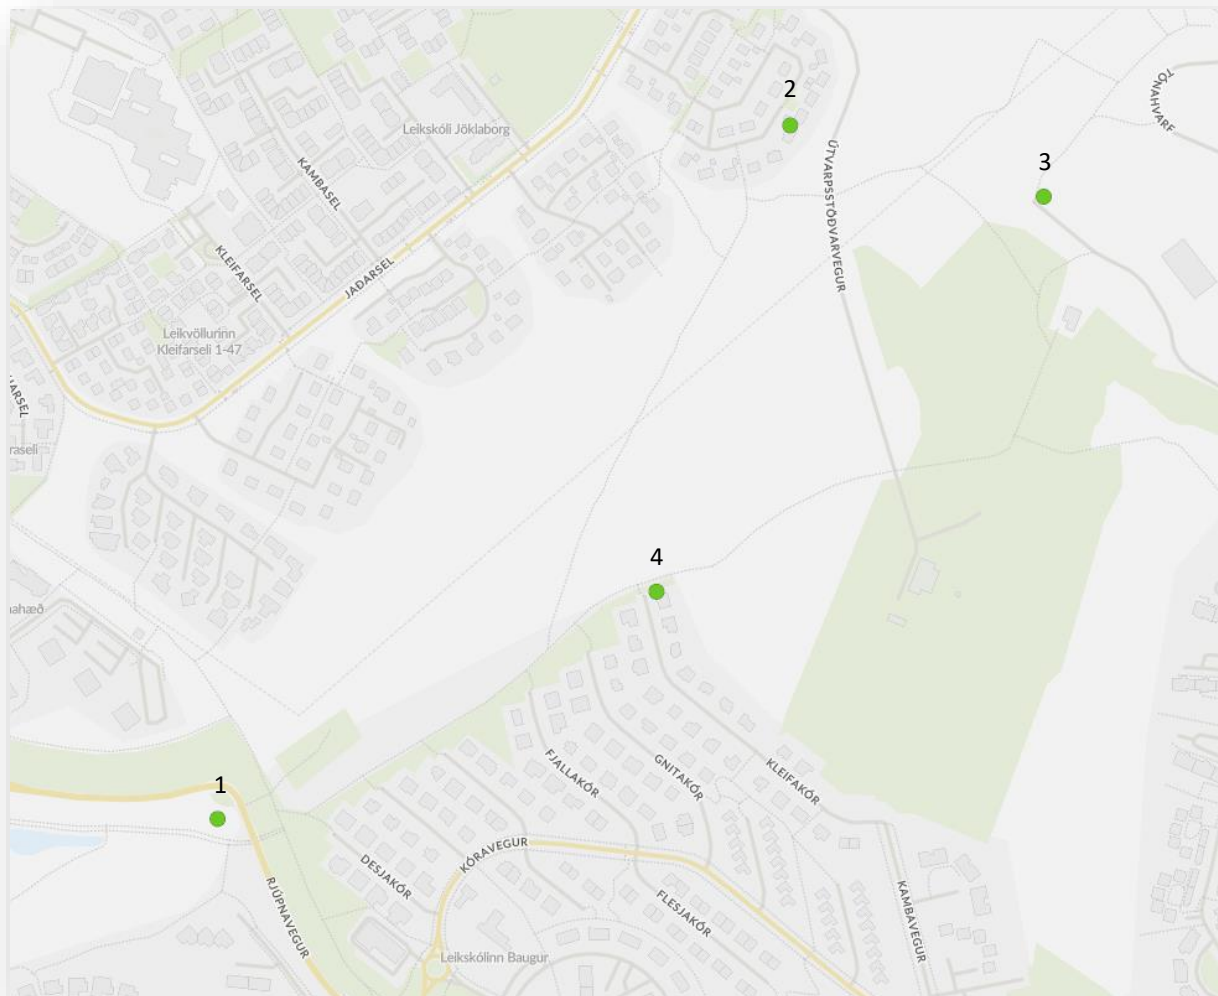 2
TÓNAHVARF
Leikskóli Jöklaborg
3
KAMBASEL
ÚTVARPSSTÖÐVARVEGUR
KLEIFARSEL
JAÐARSEL
Leikvöllurinn
Kleifarseli 1-47
ARSEL
raseli
4
ahæð
1
FJALLAKÓR
GNITAKÓR
KLEIFAKÓR
KÓRAVEGUR
DESJAKÓR
RJÚPNAVEGUR
FLESJAKÓR
KAMBAVEGUR
Leikskólinn Baugur